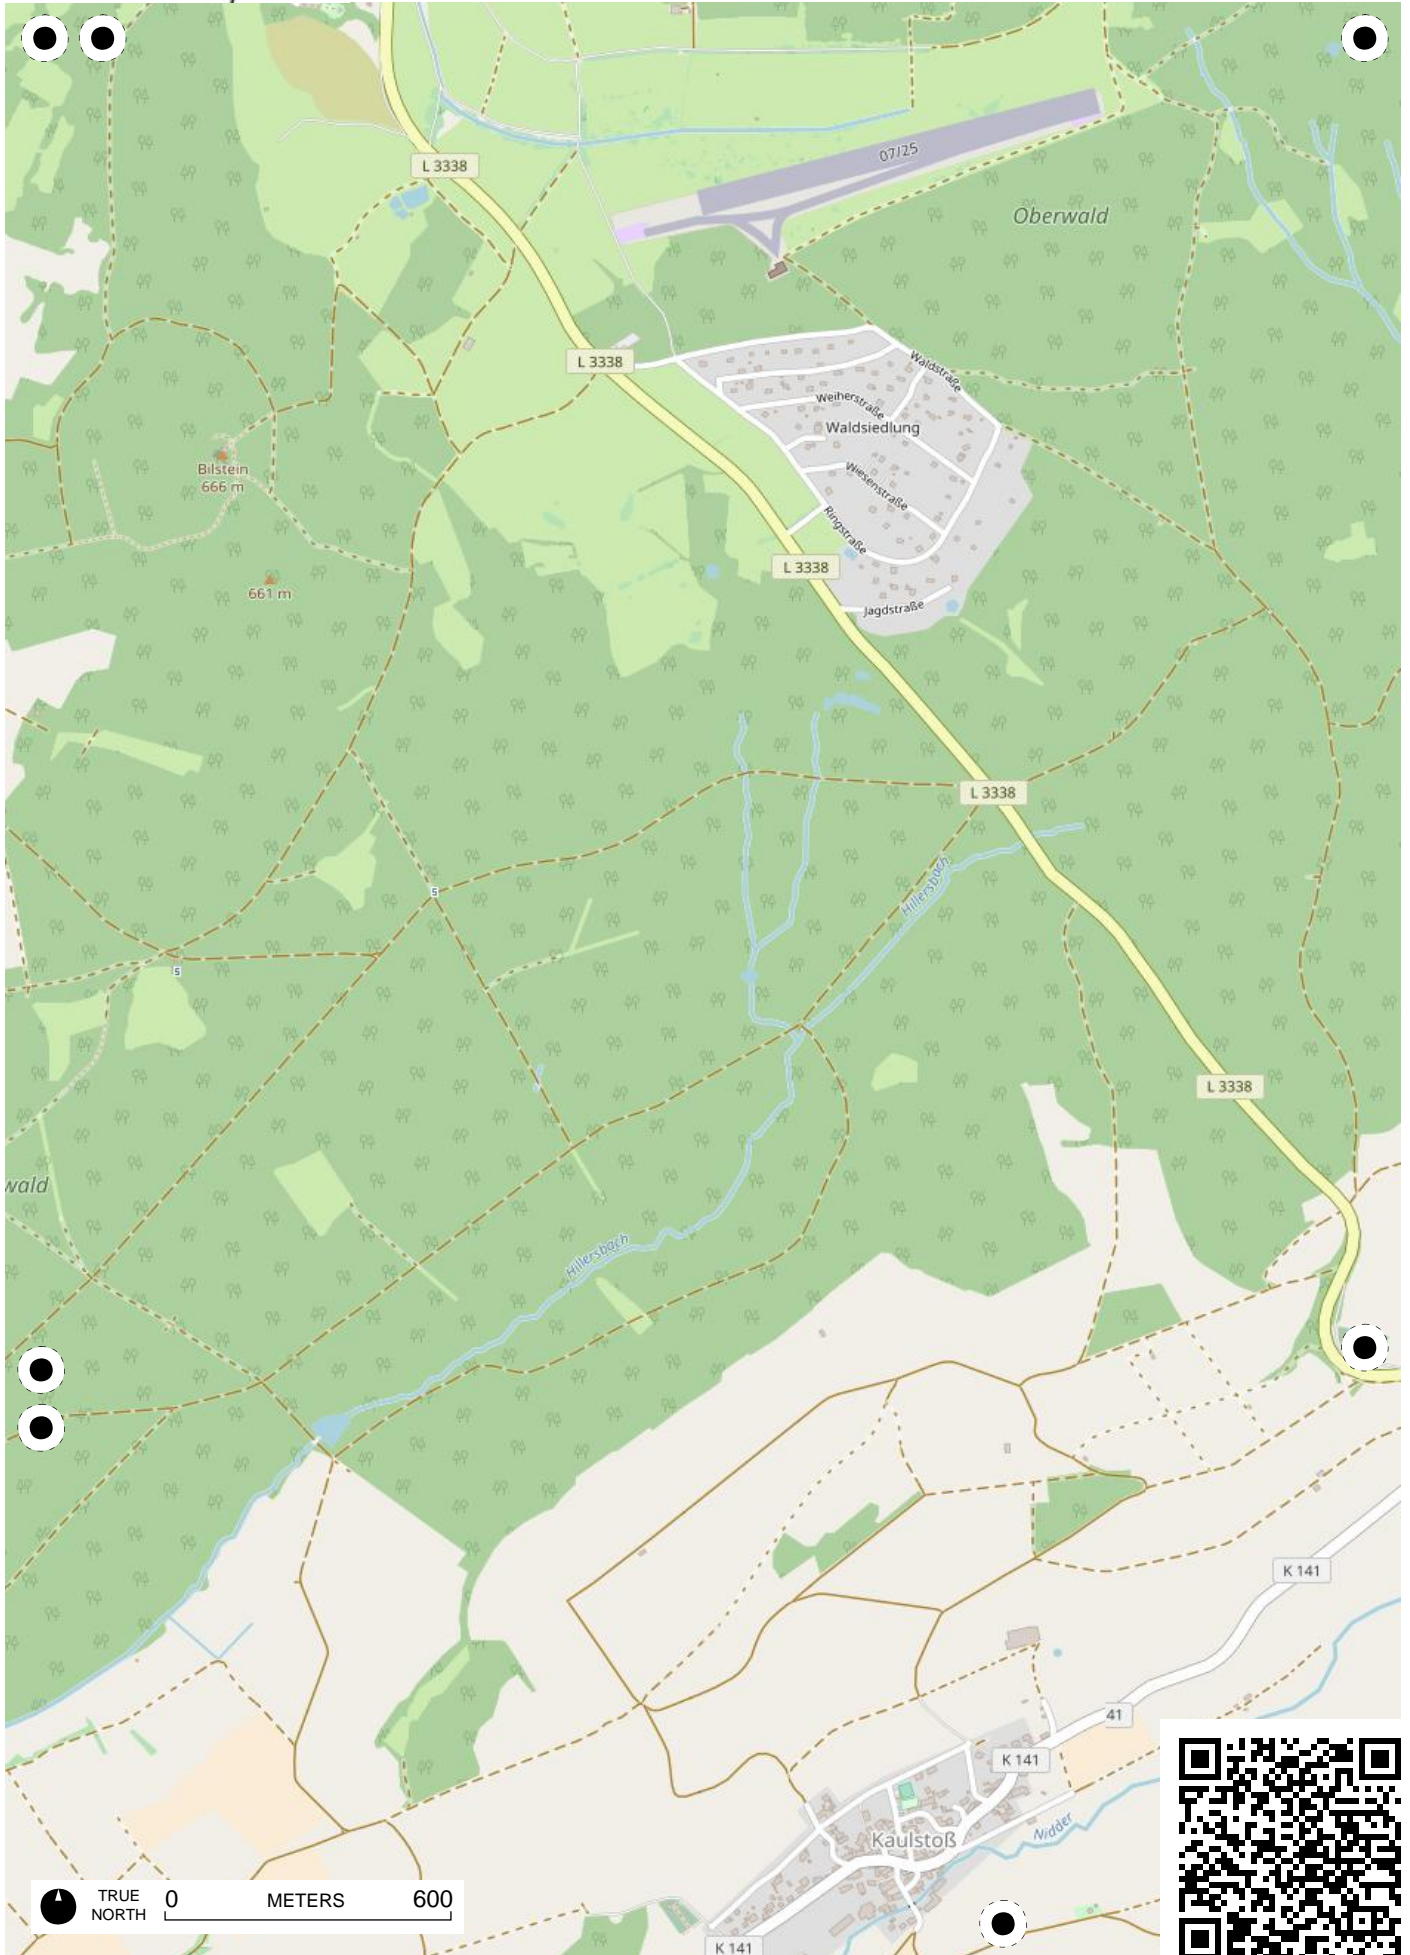 L 3338
07/25
Oberwald
L 3338
Waldstraße
Weiherstraße
Waldsiedlung
Bilstein
666 m
Wiesenstraße
Ringstraße
L 3338
661 m
Jagdstraße
L 3338
Hillersbach
5
5
L 3338
wald
Hillersbach
K 141
41
K 141
Nidder
Kaulstoß
TRUE
NORTH
0 METERS 600
K 141